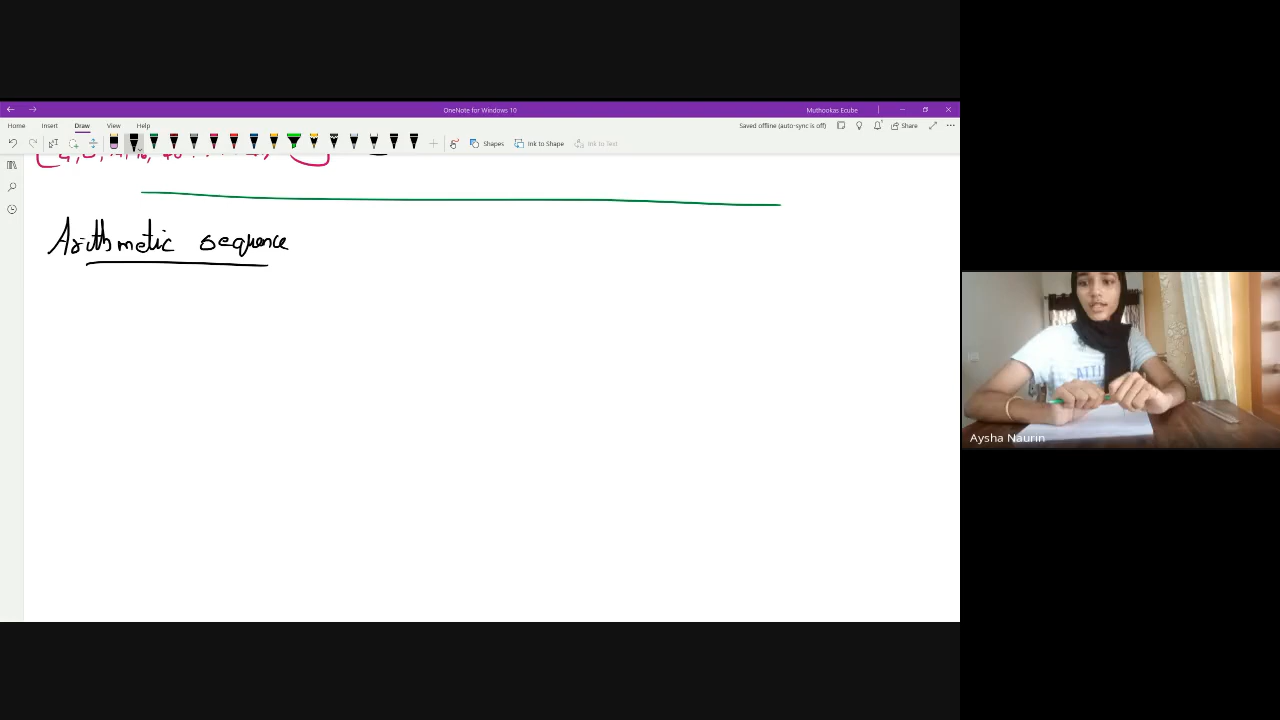 OneNote for Windows 10
Muthookas Ecube
Home Insert Draw View Help
Saved offline (auto-sync is off)
Share
Shapes Ink to Shape Ink to Text
Arithmetic sequence
ATTI
Aysha Naurin